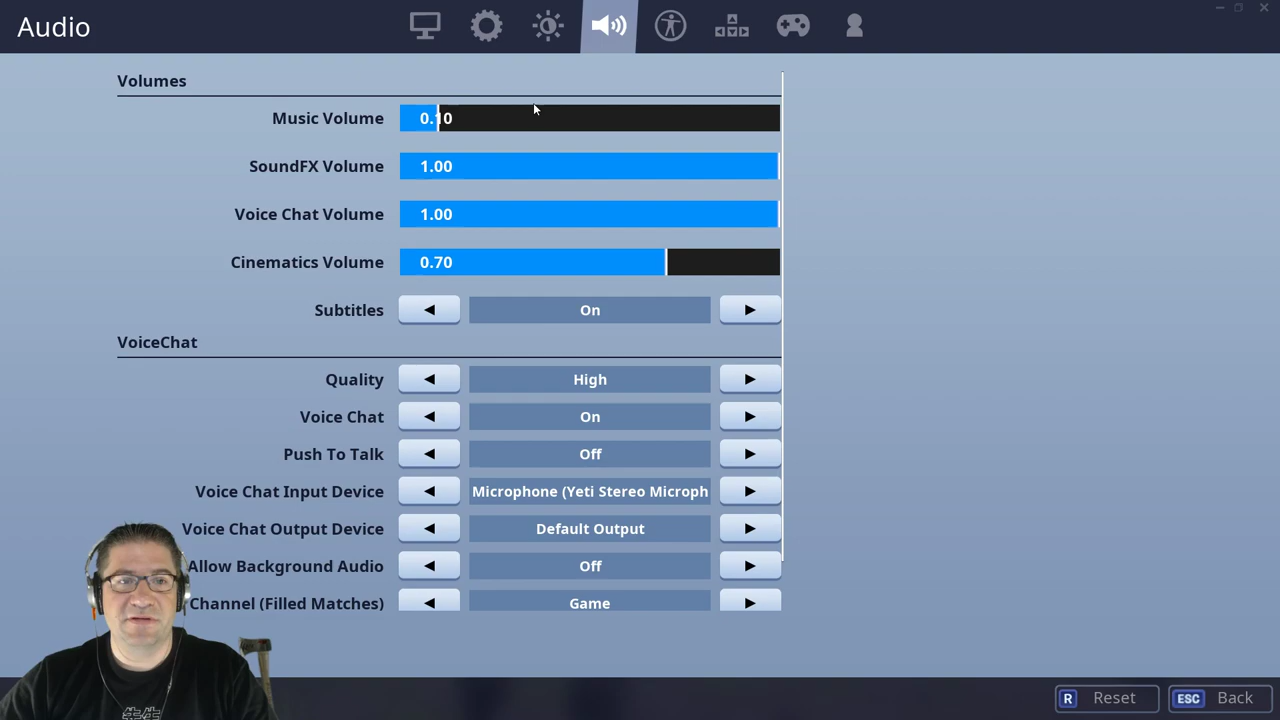 Audio
Volumes
Music Volume 0.10
SoundFX Volume 1.00
Voice Chat Volume 1.00
Cinematics Volume 0.70
Subtitles On
VoiceChat
Quality High
Voice Chat On
Push To Talk Off
Voice Chat Input Device Microphone (Yeti Stereo Microph
Voice Chat Output Device Default Output
Allow Background Audio Off
Channel (Filled Matches) Game
R Reset ESC Back